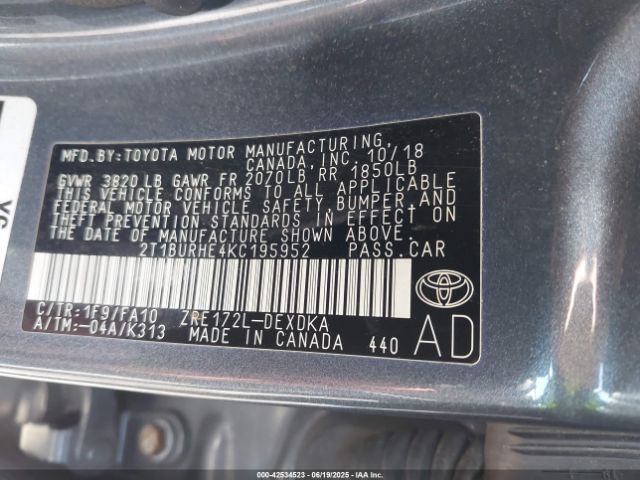 MFD.BY:TOYOTA MOTOR MANUFACTURING,
CANADA, INC. 10/18
GVWR 3820 LB GAWR FR 2070LB RR 1850LB
THIS VEHICLE CONFORMS TO ALL APPLICABLE
FEDERAL MOTOR VEHICLE SAFETY, BUMPER,AND
THEFT PREVENTION STANDARDS IN EFFECT ON
THE DATE OF MANUFACTURE SHOWN ABOVE.
2T1BURHE4KC195952 PASS.CAR
C/TR:1F9/FA10 ZRE172L-DEXDKA
A/TM:-04A/K313 MADE IN CANADA 440 AD
000-42534523 | 06/19/2025 | IAAI.com